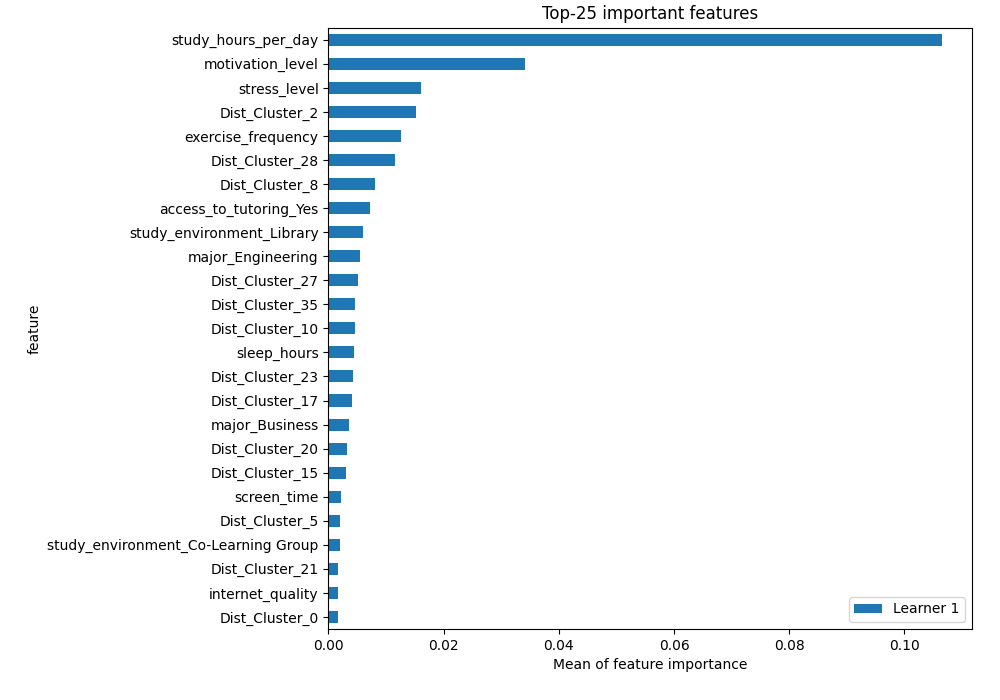 Top-25 important features
study_hours_per_day
motivation_level
stress_level
Dist_Cluster_2
exercise_frequency
Dist_Cluster_28
Dist_Cluster_8
access_to_tutoring_Yes
study_environment_Library
major_Engineering
Dist_Cluster_27
Dist_Cluster_35
Dist_Cluster_10
sleep_hours
Dist_Cluster_23
Dist_Cluster_17
major_Business
Dist_Cluster_20
Dist_Cluster_15
screen_time
Dist_Cluster_5
study_environment_Co-Learning Group
Dist_Cluster_21
internet_quality
Dist_Cluster_0
feature
Learner 1
0.00 0.02 0.04 0.06 0.08 0.10
Mean of feature importance